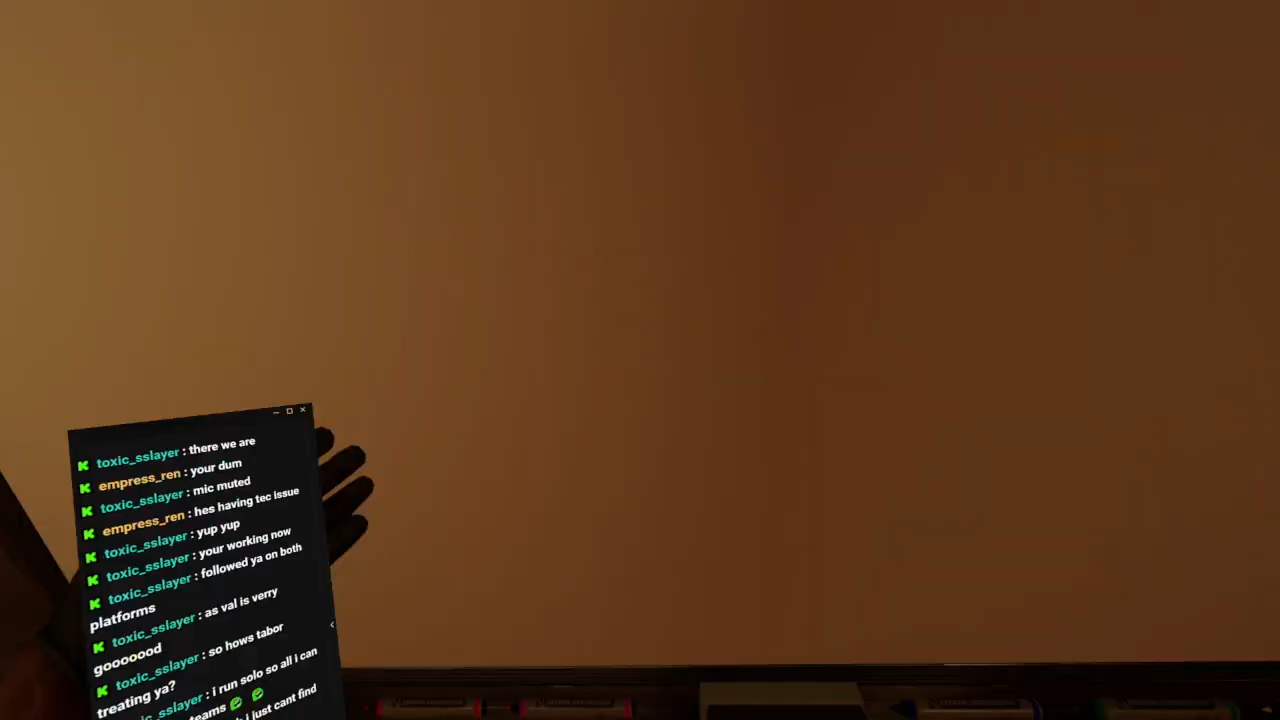 toxic_sslayer : there we are
empress_ren : your dum
toxic_sslayer : mic muted
empress_ren : hes having tec issue
toxic_sslayer : yup yup
toxic_sslayer : your working now
toxic_sslayer : followed ya on both
platforms
toxic_sslayer : as val is verry
gooooood
toxic_sslayer : so hows tabor
treating ya?
toxic_sslayer : i run solo so all i can
teams
i just cant find